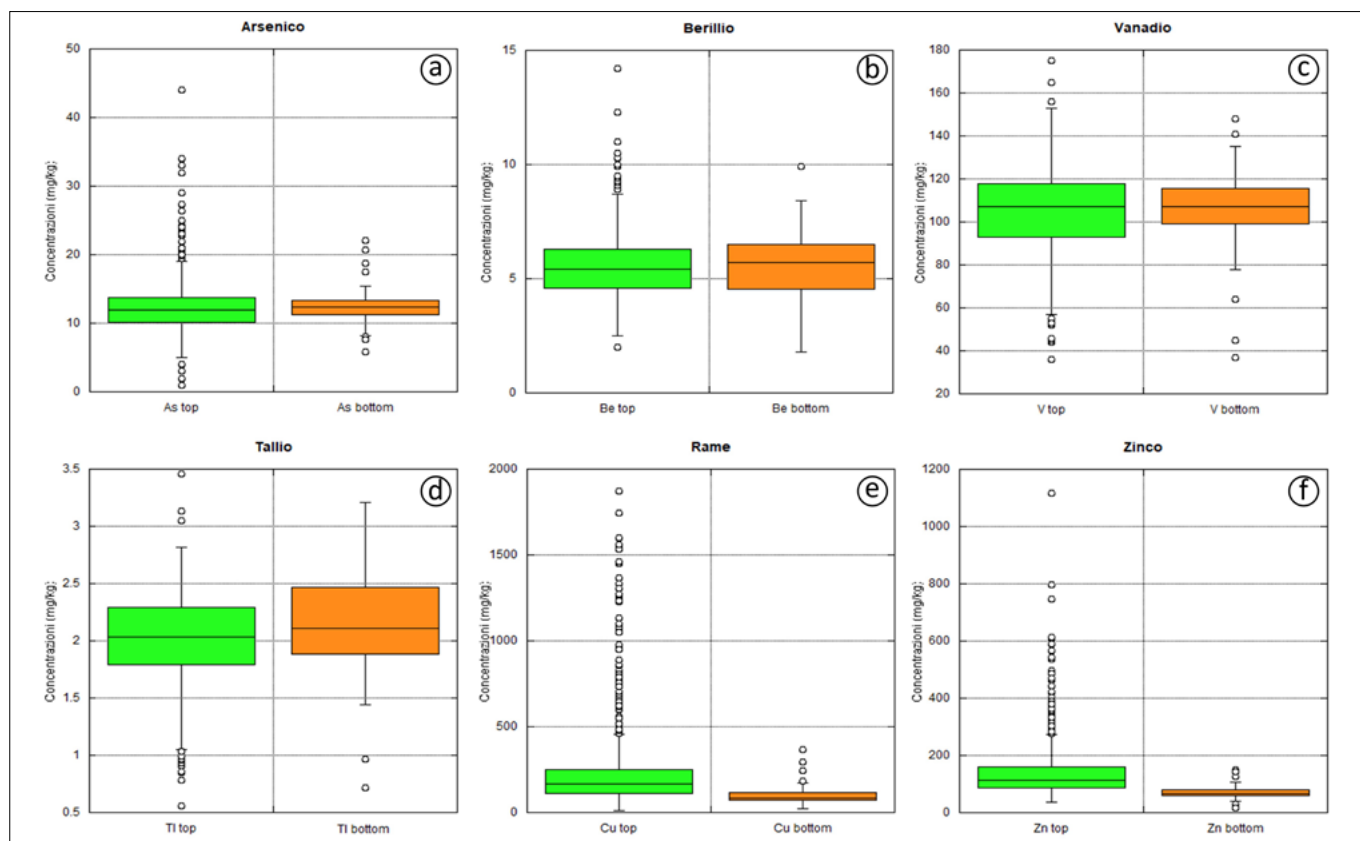 Arsenico
ⓐ
Concentrazioni (mg/kg)
50
40
30
20
10
0
As top
As bottom
Berillio
ⓑ
Concentrazioni (mg/kg)
15
10
5
0
Be top
Be bottom
Vanadio
ⓒ
Concentrazioni (mg/kg)
180
160
140
120
100
80
60
40
20
V top
V bottom
Tallio
ⓓ
Concentrazioni (mg/kg)
3.5
3
2.5
2
1.5
1
0.5
Tl top
Tl bottom
Rame
ⓔ
Concentrazioni (mg/kg)
2000
1500
1000
500
0
Cu top
Cu bottom
Zinco
ⓕ
Concentrazioni (mg/kg)
1200
1000
800
600
400
200
0
Zn top
Zn bottom